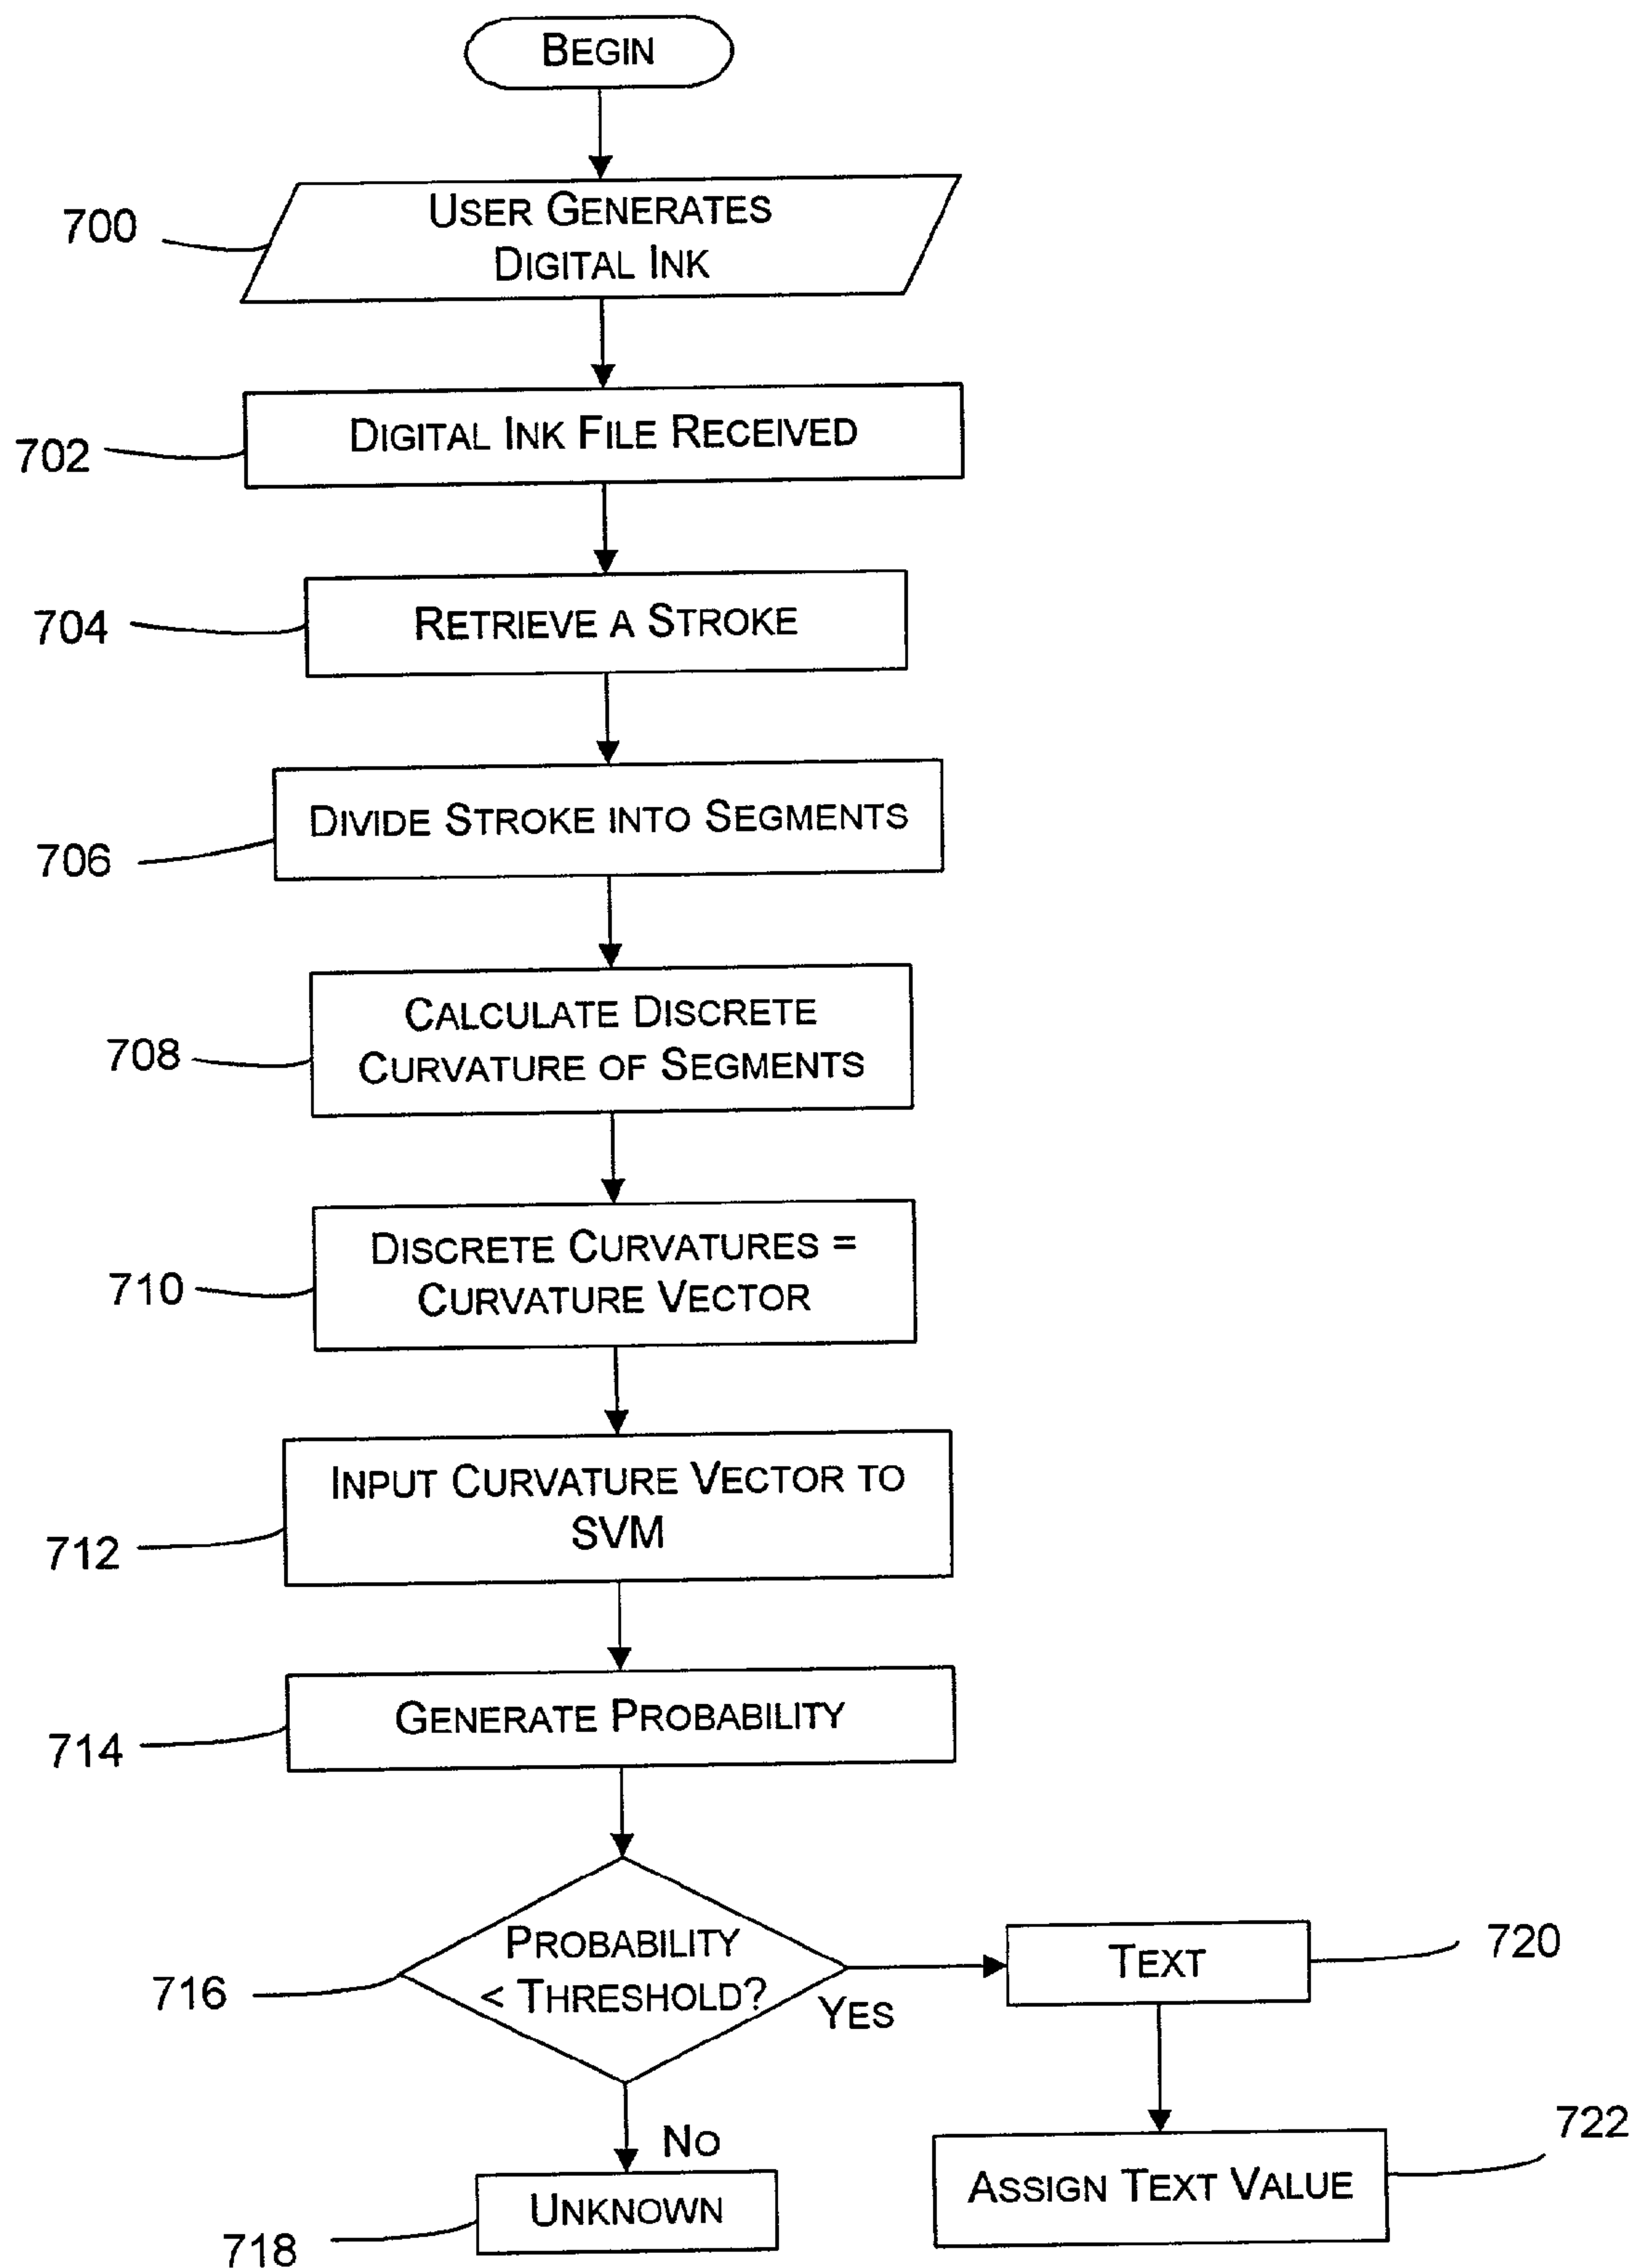 BEGIN
700
USER GENERATES
DIGITAL INK
702
DIGITAL INK FILE RECEIVED
704
RETRIEVE A STROKE
706
DIVIDE STROKE INTO SEGMENTS
708
CALCULATE DISCRETE
CURVATURE OF SEGMENTS
710
DISCRETE CURVATURES =
CURVATURE VECTOR
712
INPUT CURVATURE VECTOR TO
SVM
714
GENERATE PROBABILITY
716
PROBABILITY
< THRESHOLD?
YES
TEXT
720
NO
UNKNOWN
718
ASSIGN TEXT VALUE
722